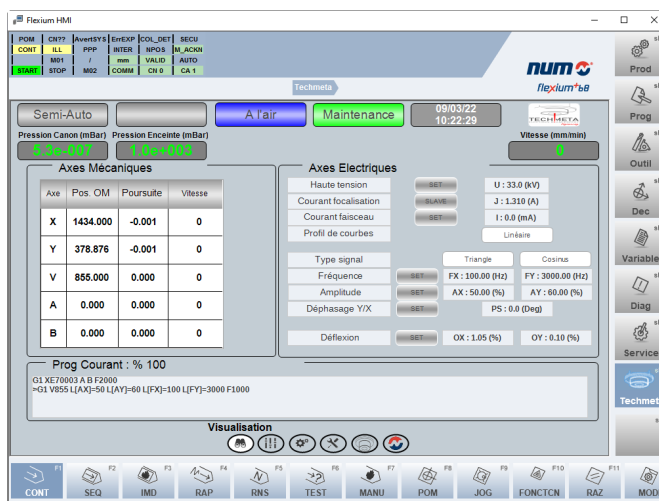 Flexium HMI
POM CN?? AvertSYS ErrEXP COL_DET SECU
CONT ILL PPP INTER NPOS M_ACKN
M01 / mm VALID AUTO
START STOP M02 COMM CN 0 CA 1
num
flexium+68
Techmeta
Semi-Auto A l'air Maintenance 09/03/22
10:22:29
TECHMETA
Pression Canon (mBar) Pression Enceinte (mBar) Vitesse (mm/min)
5.3e-007 1.0e+003 0
Axes Mécaniques
Axe Pos. OM Poursuite Vitesse
X 1434.000 -0.001 0
Y 378.876 -0.001 0
V 855.000 0.000 0
A 0.000 0.000 0
B 0.000 0.000 0
Axes Electriques
Haute tension SET U : 33.0 (kV)
Courant focalisation SLAVE J : 1.310 (A)
Courant faisceau SET I : 0.0 (mA)
Profil de courbes Linéaire
Type signal Triangle Cosinus
Fréquence SET FX : 100.00 (Hz) FY : 3000.00 (Hz)
Amplitude SET AX : 50.00 (%) AY : 60.00 (%)
Déphasage Y/X SET PS : 0.0 (Deg)
Déflexion SET OX : 1.05 (%) OY : 0.10 (%)
Prog Courant : % 100
G1 XE70003 A B F2000
=G1 V855 L[AX]=50 L[AY]=60 L[FX]=100 L[FY]=3000 F1000
Visualisation
Prod
Prog
Outil
Dec
Variable
Diag
Service
Techmet
F1 F2 F3 F4 F5 F6 F7 F8 F9 F10 F11
CONT SEQ IMD RAP RNS TEST MANU POM JOG FONCTCN RAZ MOD